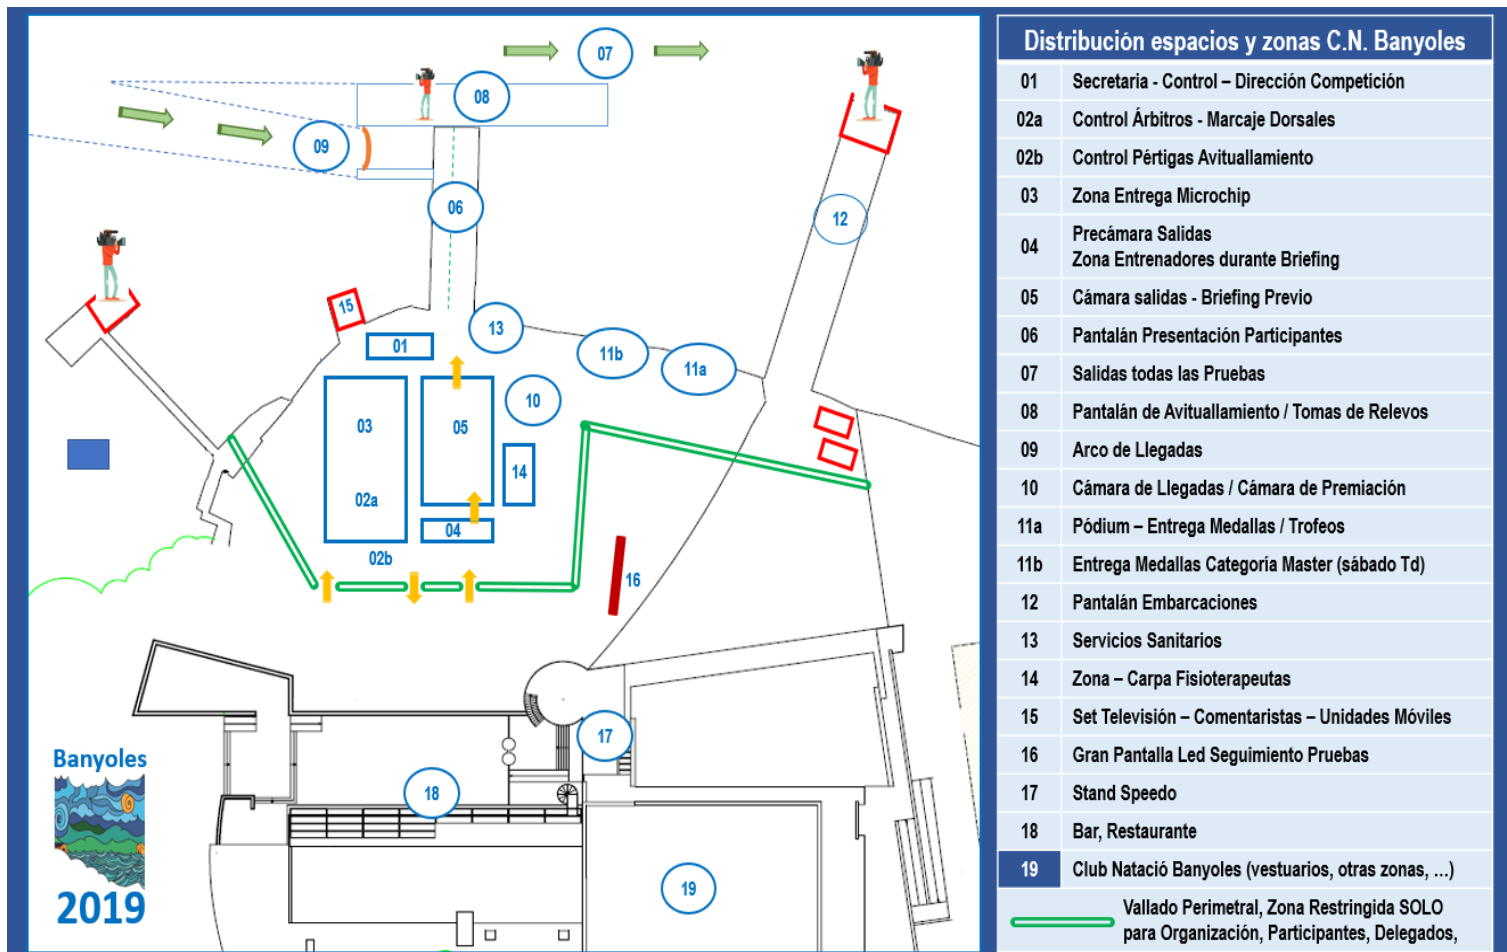 07
08
09
06
12
15
13
01
11b
11a
10
03
05
14
02a
04
02b
16
17
18
19
Banyoles
2019
Distribución espacios y zonas C.N. Banyoles
01 Secretaria - Control – Dirección Competición
02a Control Árbitros - Marcaje Dorsales
02b Control Pértigas Avituallamiento
03 Zona Entrega Microchip
04 Precámara Salidas
Zona Entrenadores durante Briefing
05 Cámara salidas - Briefing Previo
06 Pantalán Presentación Participantes
07 Salidas todas las Pruebas
08 Pantalán de Avituallamiento / Tomas de Relevos
09 Arco de Llegadas
10 Cámara de Llegadas / Cámara de Premiación
11a Pódium – Entrega Medallas / Trofeos
11b Entrega Medallas Categoría Master (sábado Td)
12 Pantalán Embarcaciones
13 Servicios Sanitarios
14 Zona – Carpa Fisioterapeutas
15 Set Televisión – Comentaristas – Unidades Móviles
16 Gran Pantalla Led Seguimiento Pruebas
17 Stand Speedo
18 Bar, Restaurante
19 Club Natació Banyoles (vestuarios, otras zonas, ...)
Vallado Perimetral, Zona Restringida SOLO
para Organización, Participantes, Delegados,